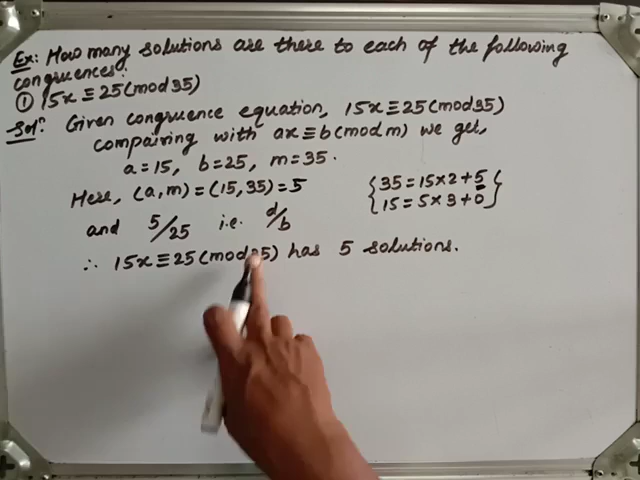 Ex: How many solutions are there to each of the following
congruences?
① 15x ≡ 25 (mod 35)
Solⁿ: Given congruence equation, 15x ≡ 25 (mod 35)
comparing with ax ≡ b (mod m) we get,
a = 15, b = 25, m = 35.
Here, (a, m) = (15, 35) = 5 {35 = 15×2+5
15 = 5×3+0}
and 5/25 i.e. d/b
∴ 15x ≡ 25 (mod 35) has 5 solutions.